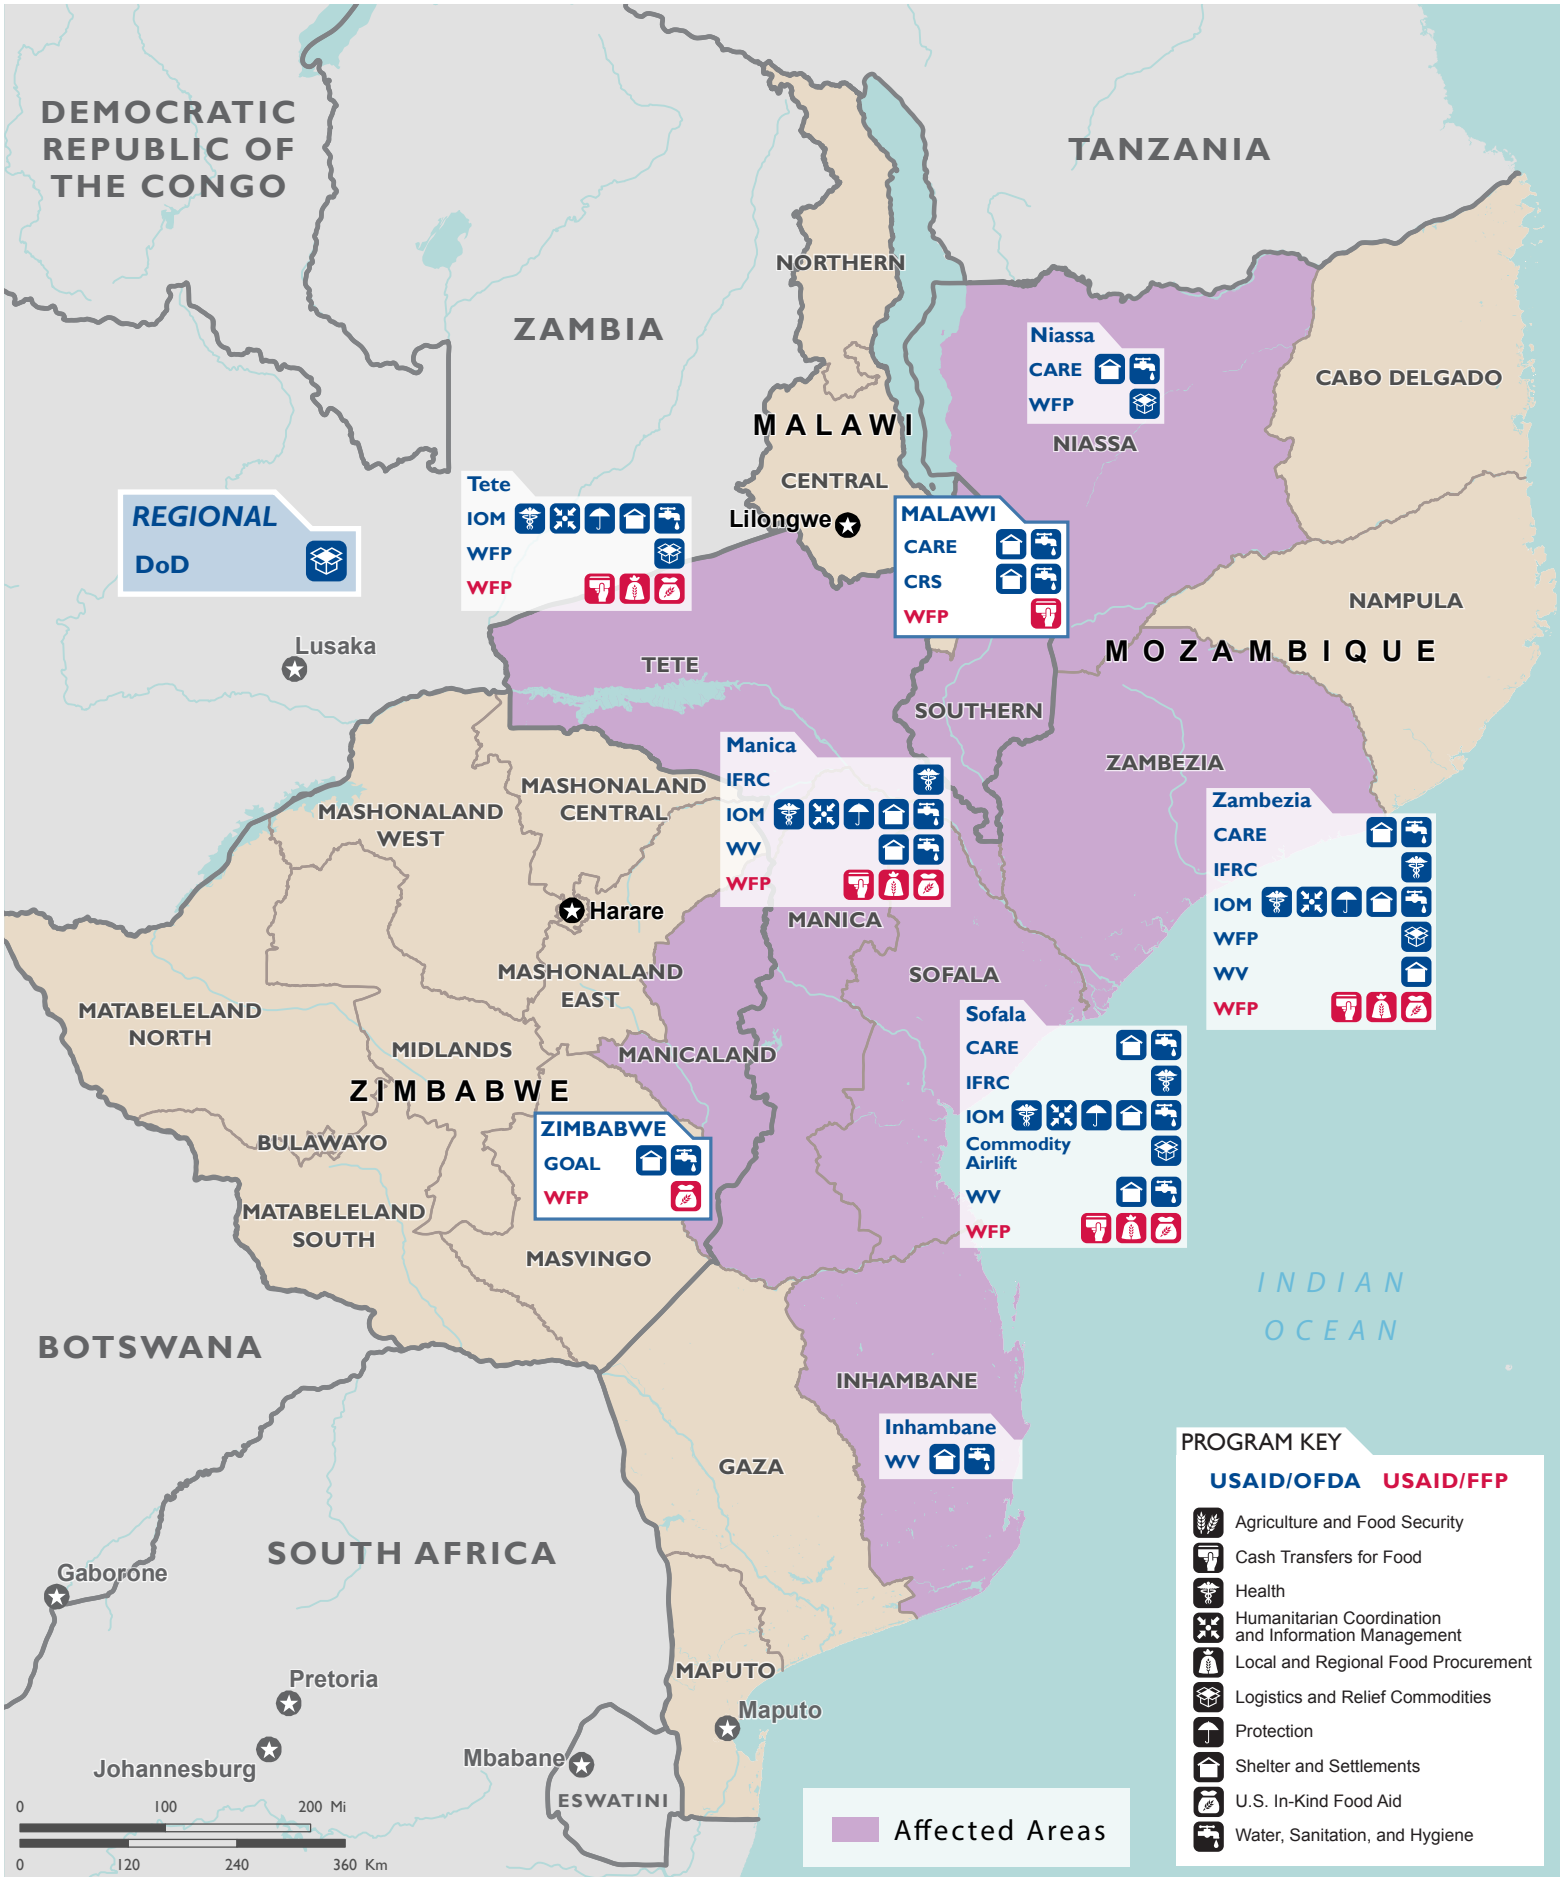 DEMOCRATIC
REPUBLIC OF
THE CONGO
TANZANIA
NORTHERN
ZAMBIA
Niassa
CARE
WFP
CABO DELGADO
MALAWI
NIASSA
CENTRAL
Lilongwe
Tete
IOM
WFP
WFP
REGIONAL
DoD
MALAWI
CARE
CRS
WFP
NAMPULA
MOZAMBIQUE
Lusaka
TETE
SOUTHERN
ZAMBEZIA
Manica
IFRC
IOM
WV
WFP
MASHONALAND
CENTRAL
MASHONALAND
WEST
Zambezia
CARE
IFRC
IOM
WFP
WV
WFP
Harare
MANICA
MASHONALAND
EAST
SOFALA
MATABELELAND
NORTH
Sofala
CARE
IFRC
IOM
Commodity
Airlift
WV
WFP
MIDLANDS
MANICALAND
ZIMBABWE
BULAWAYO
ZIMBABWE
GOAL
WFP
MATABELELAND
SOUTH
MASVINGO
INDIAN
OCEAN
BOTSWANA
INHAMBANE
Inhambane
WV
GAZA
SOUTH AFRICA
Gaborone
Pretoria
Johannesburg
MAPUTO
Maputo
Mbabane
ESWATINI
0 100 200 Mi
0 120 240 360 Km
Affected Areas
PROGRAM KEY
USAID/OFDA USAID/FFP
Agriculture and Food Security
Cash Transfers for Food
Health
Humanitarian Coordination
and Information Management
Local and Regional Food Procurement
Logistics and Relief Commodities
Protection
Shelter and Settlements
U.S. In-Kind Food Aid
Water, Sanitation, and Hygiene